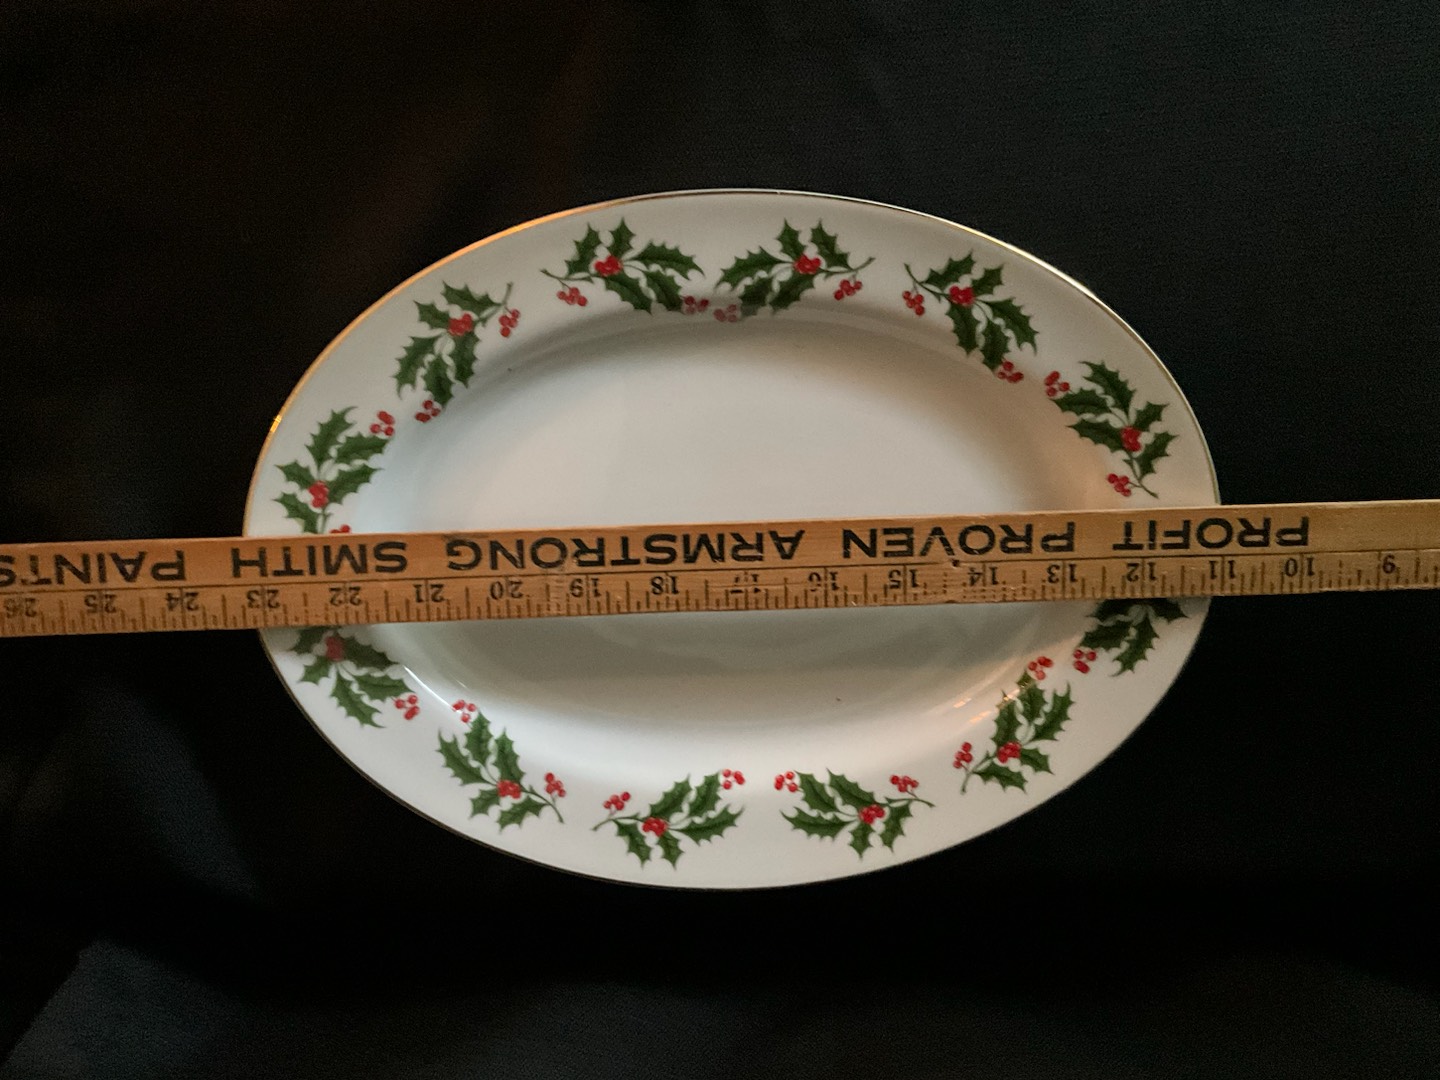 PROFIT PROVEN ARMSTRONG SMITH PAINTS
9 10 11 12 13 14 15 16 17 18 19 20 21 22 23 24 25 26